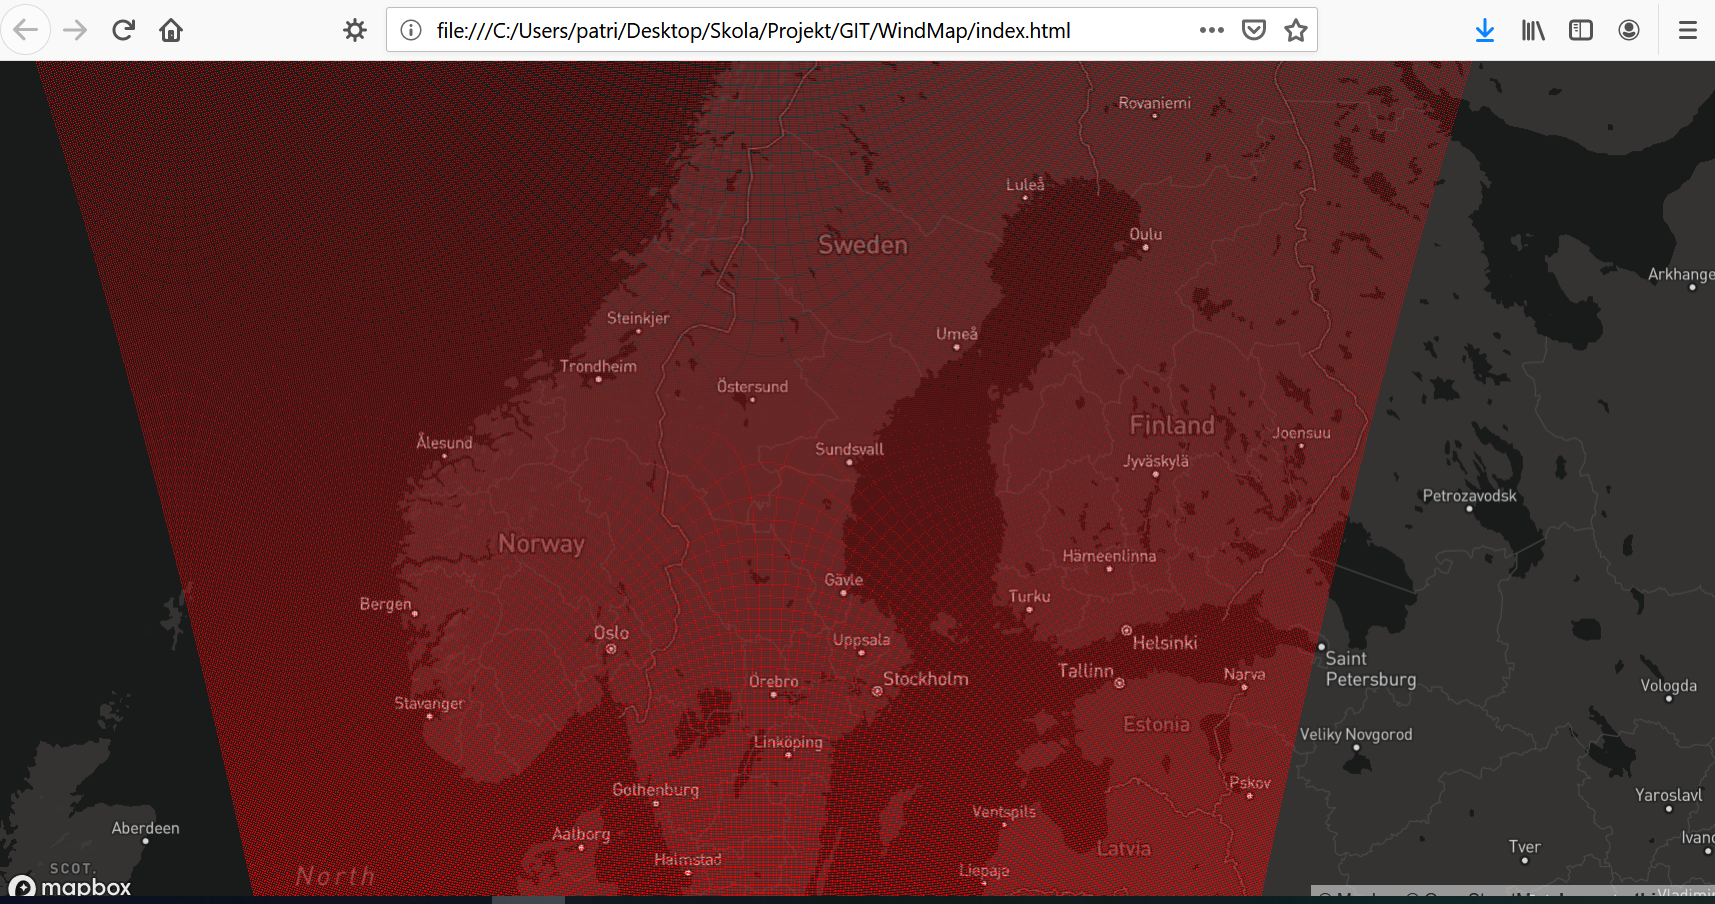 file:///C:/Users/patri/Desktop/Skola/Projekt/GIT/WindMap/index.html
Rovaniemi
Luleå
Oulu
Sweden
Arkhange
Steinkjer
Umeå
Trondheim
Östersund
Finland
Joensuu
Ålesund
Sundsvall
Jyväskylä
Petrozavodsk
Norway
Hämeenlinna
Gävle
Bergen
Turku
Oslo
Uppsala
Helsinki
Saint
Petersburg
Tallinn
Narva
Örebro
Stockholm
Vologda
Stavanger
Estonia
Veliky Novgorod
Linköping
Gothenburg
Pskov
Yaroslavl
Ventspils
Aberdeen
Aalborg
Ivano
Latvia
Tver
Halmstad
SCOT.
Liepaja
North
mapbox